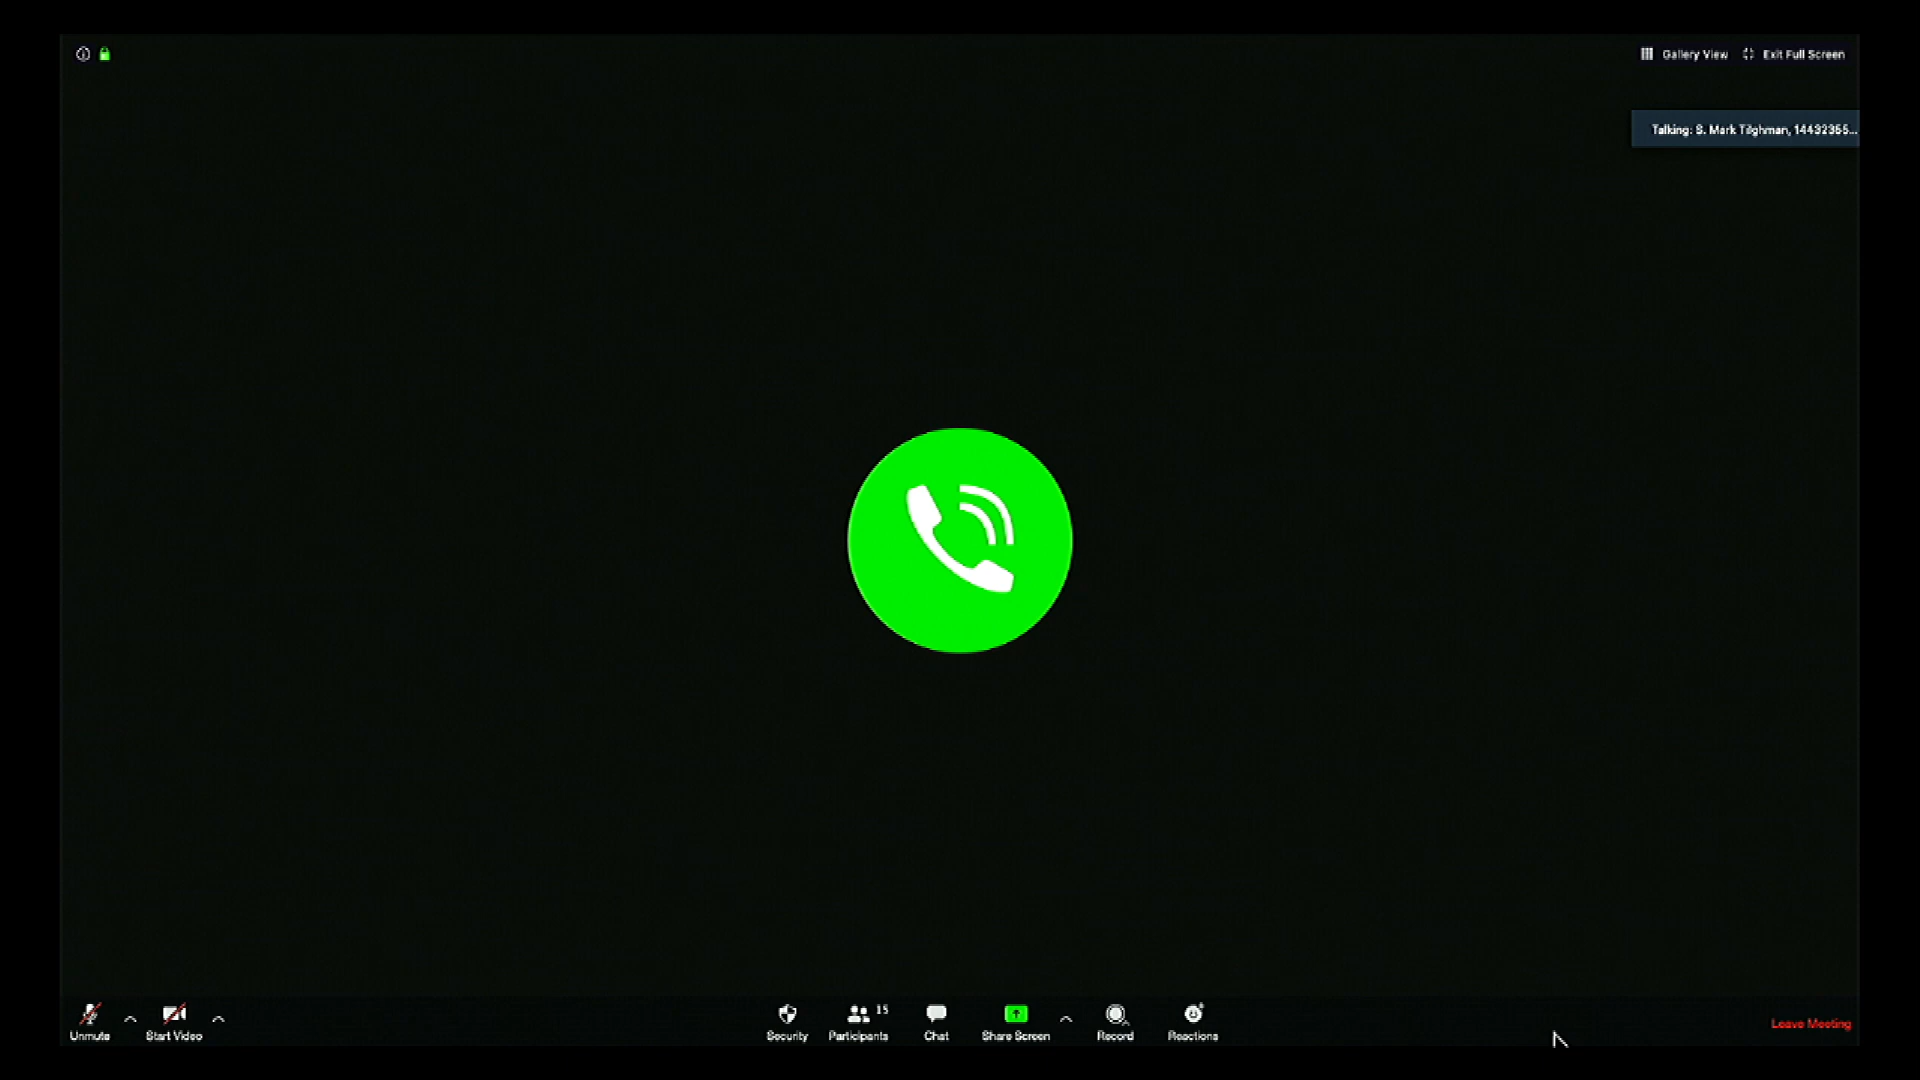 Gallery View Exit Full Screen
Talking: S. Mark Tilghman, 14432355...
Unmute Start Video Security Participants 15 Chat Share Screen Record Reactions Leave Meeting